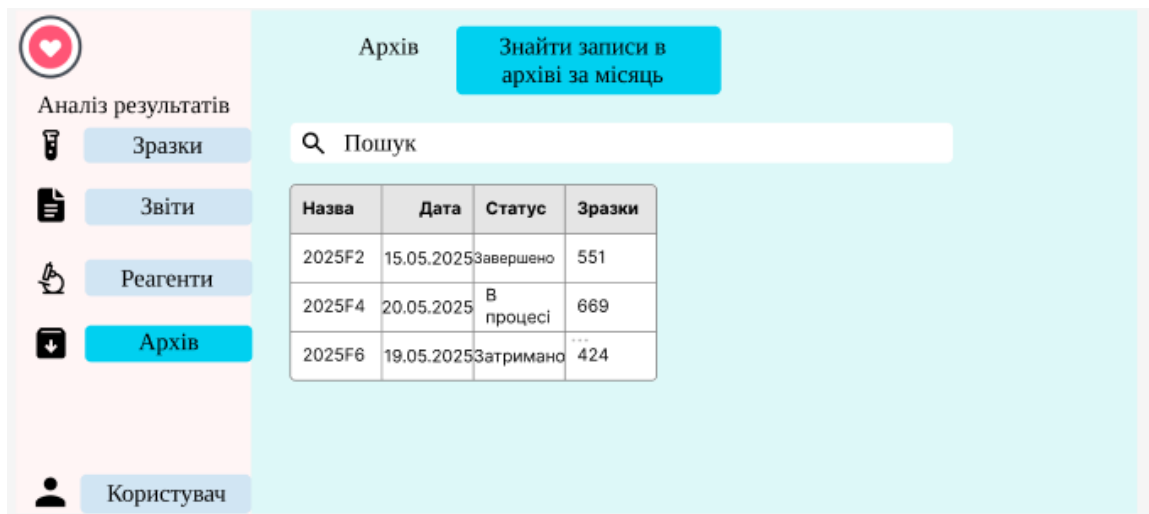 Архів
Знайти записи в
архіві за місяць
Аналіз результатів
Зразки
Звіти
Реагенти
Архів
Користувач
Пошук
Назва Дата Статус Зразки
2025F2 15.05.2025 Завершено 551
2025F4 20.05.2025 В процесі 669
2025F6 19.05.2025 Затримано 424